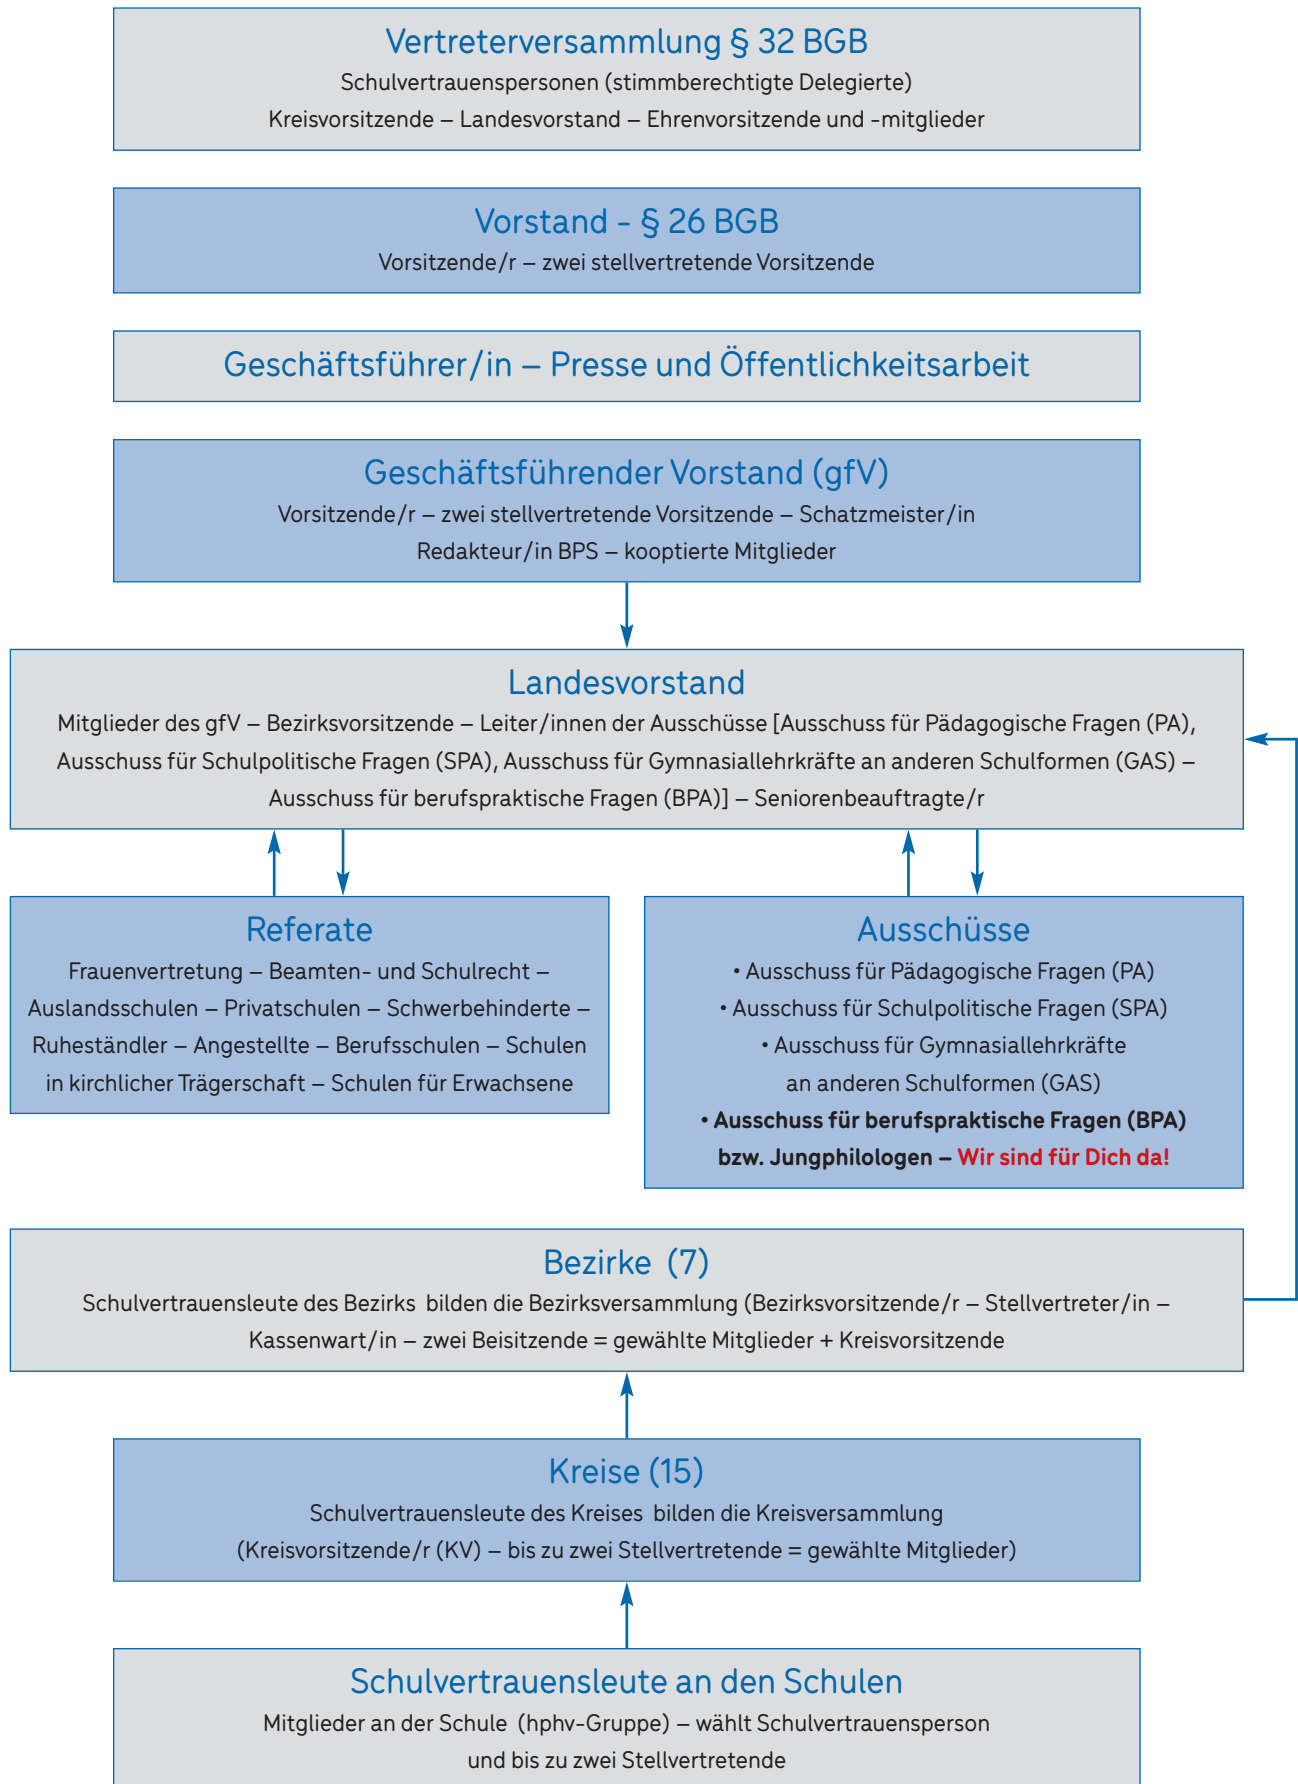 Vertreterversammlung § 32 BGB
Schulvertrauenspersonen (stimmberechtigte Delegierte)
Kreisvorsitzende – Landesvorstand – Ehrenvorsitzende und -mitglieder
Vorstand - § 26 BGB
Vorsitzende/r – zwei stellvertretende Vorsitzende
Geschäftsführer/in – Presse und Öffentlichkeitsarbeit
Geschäftsführender Vorstand (gfV)
Vorsitzende/r – zwei stellvertretende Vorsitzende – Schatzmeister/in
Redakteur/in BPS – kooptierte Mitglieder
Landesvorstand
Mitglieder des gfV – Bezirksvorsitzende – Leiter/innen der Ausschüsse [Ausschuss für Pädagogische Fragen (PA),
Ausschuss für Schulpolitische Fragen (SPA), Ausschuss für Gymnasiallehrkräfte an anderen Schulformen (GAS) –
Ausschuss für berufspraktische Fragen (BPA)] – Seniorenbeauftragte/r
Referate
Frauenvertretung – Beamten- und Schulrecht –
Auslandsschulen – Privatschulen – Schwerbehinderte –
Ruheständler – Angestellte – Berufsschulen – Schulen
in kirchlicher Trägerschaft – Schulen für Erwachsene
Ausschüsse
• Ausschuss für Pädagogische Fragen (PA)
• Ausschuss für Schulpolitische Fragen (SPA)
• Ausschuss für Gymnasiallehrkräfte
an anderen Schulformen (GAS)
• Ausschuss für berufspraktische Fragen (BPA)
bzw. Jungphilologen – Wir sind für Dich da!
Bezirke (7)
Schulvertrauensleute des Bezirks bilden die Bezirksversammlung (Bezirksvorsitzende/r – Stellvertreter/in –
Kassenwart/in – zwei Beisitzende = gewählte Mitglieder + Kreisvorsitzende
Kreise (15)
Schulvertrauensleute des Kreises bilden die Kreisversammlung
(Kreisvorsitzende/r (KV) – bis zu zwei Stellvertretende = gewählte Mitglieder)
Schulvertrauensleute an den Schulen
Mitglieder an der Schule (hphv-Gruppe) – wählt Schulvertrauensperson
und bis zu zwei Stellvertretende